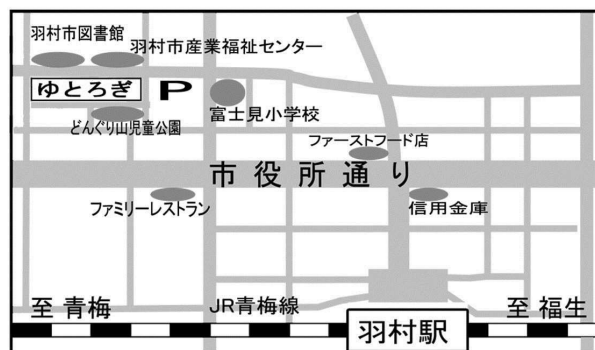 羽村市図書館
羽村市産業福祉センター
ゆとろぎ
P
富士見小学校
どんぐり山児童公園
ファーストフード店
市役所通り
ファミリーレストラン
信用金庫
至 青梅
JR青梅線
至 福生
羽村駅